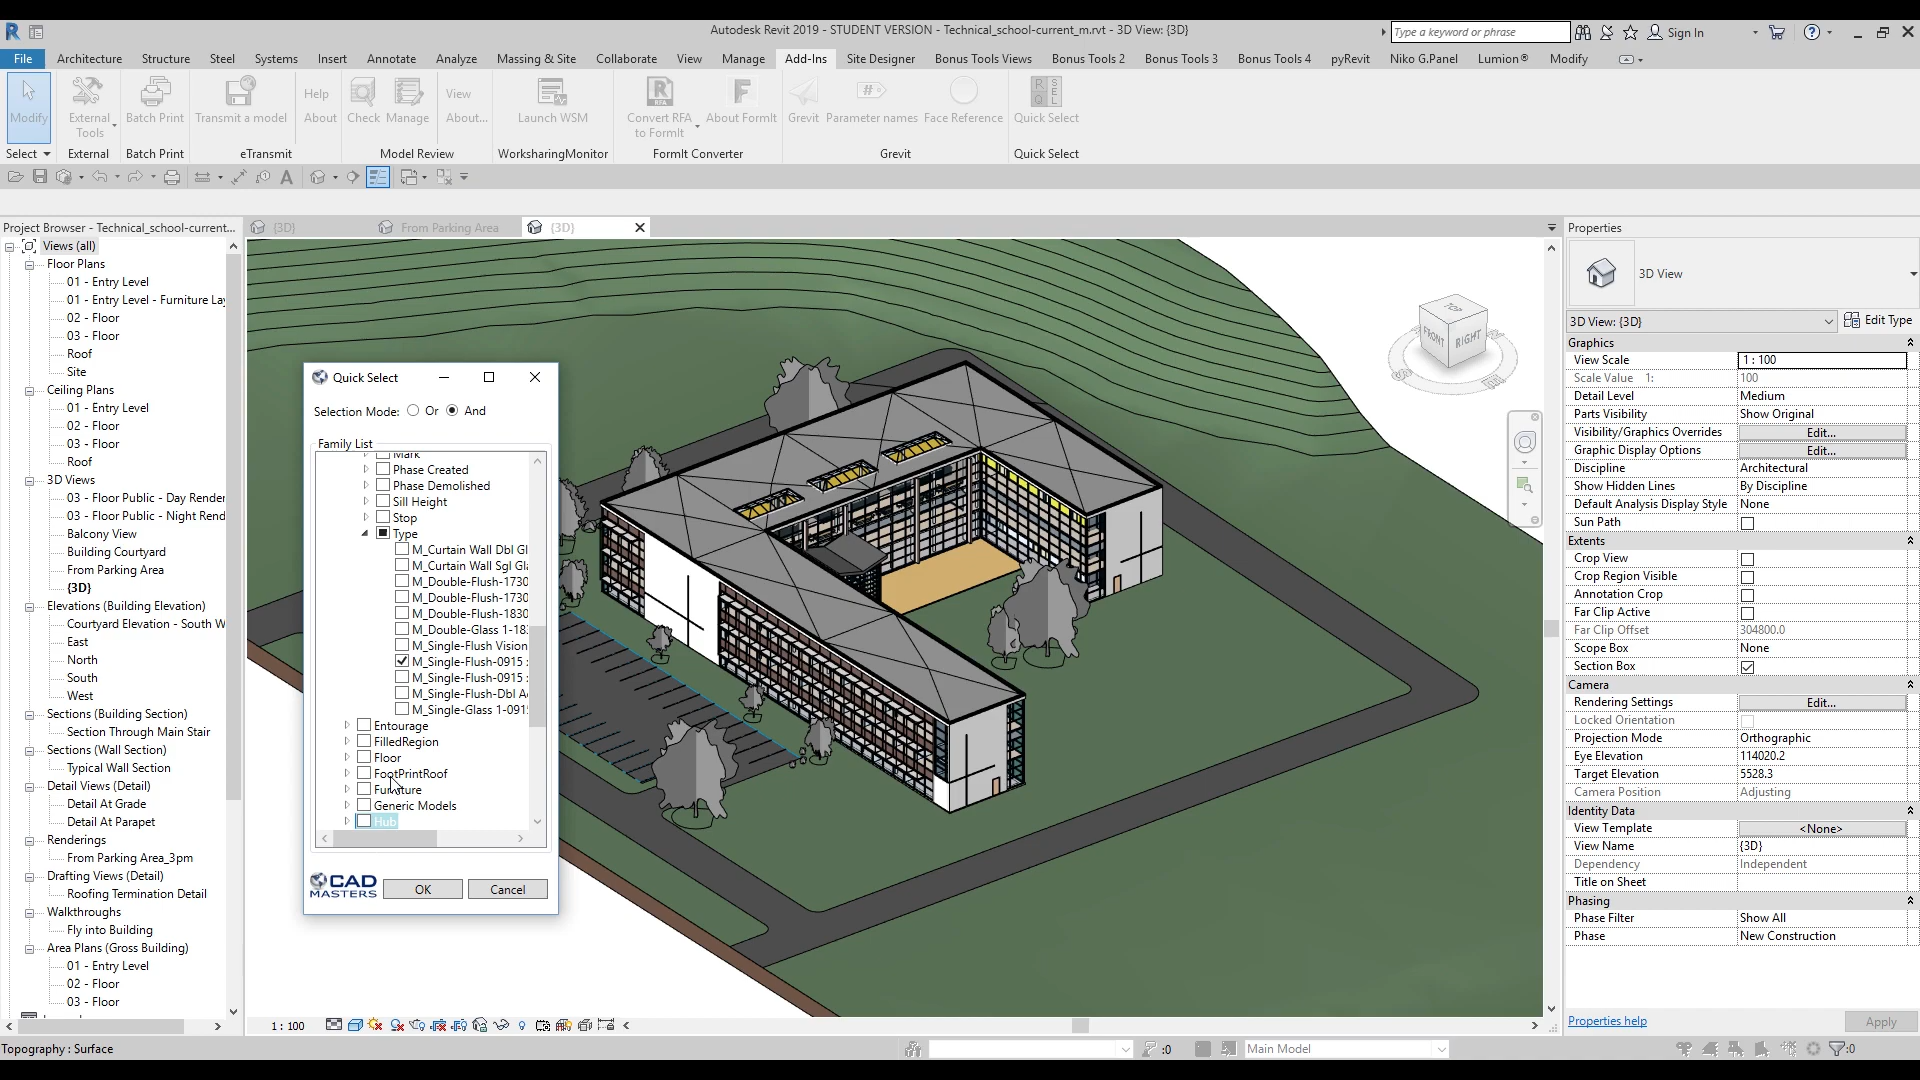 Autodesk Revit 2019 - STUDENT VERSION - Technical_school-current_m.rvt - 3D View: {3D}
Type a keyword or phrase
Sign In
File Architecture Structure Steel Systems Insert Annotate Analyze Massing & Site Collaborate View Manage Add-Ins Site Designer Bonus Tools Views Bonus Tools 2 Bonus Tools 3 Bonus Tools 4 pyRevit Niko G.Panel Lumion® Modify
Modify
External Tools
Batch Print
Transmit a model
Help
About
Check
Manage
View
About...
Launch WSM
Convert RFA to FormIt
About FormIt
Grevit
Parameter names
Face Reference
Quick Select
Select
External
Batch Print
eTransmit
Model Review
WorksharingMonitor
FormIt Converter
Grevit
Quick Select
Project Browser - Technical_school-current...
{3D}
From Parking Area
{3D}
Views (all)
Floor Plans
01 - Entry Level
01 - Entry Level - Furniture Lay
02 - Floor
03 - Floor
Roof
Site
Ceiling Plans
01 - Entry Level
02 - Floor
03 - Floor
Roof
3D Views
03 - Floor Public - Day Render
03 - Floor Public - Night Rend
Balcony View
Building Courtyard
From Parking Area
{3D}
Elevations (Building Elevation)
Courtyard Elevation - South W
East
North
South
West
Sections (Building Section)
Section Through Main Stair
Sections (Wall Section)
Typical Wall Section
Detail Views (Detail)
Detail At Grade
Detail At Parapet
Renderings
From Parking Area_3pm
Drafting Views (Detail)
Roofing Termination Detail
Walkthroughs
Fly into Building
Area Plans (Gross Building)
01 - Entry Level
02 - Floor
03 - Floor
Quick Select
Selection Mode: Or And
Family List
Mark
Phase Created
Phase Demolished
Sill Height
Stop
Type
M_Curtain Wall Dbl Gl
M_Curtain Wall Sgl Gla
M_Double-Flush-1730
M_Double-Flush-1730
M_Double-Flush-1830
M_Double-Glass 1-183
M_Single-Flush Vision
M_Single-Flush-0915 :
M_Single-Flush-0915 :
M_Single-Flush-Dbl A
M_Single-Glass 1-091
Entourage
FilledRegion
Floor
FootPrintRoof
Furniture
Generic Models
Hub
CAD
MASTERS
OK
Cancel
TOP
FRONT
RIGHT
Properties
3D View
3D View: {3D}
Edit Type
Graphics
View Scale 1 : 100
Scale Value 1: 100
Detail Level Medium
Parts Visibility Show Original
Visibility/Graphics Overrides Edit...
Graphic Display Options Edit...
Discipline Architectural
Show Hidden Lines By Discipline
Default Analysis Display Style None
Sun Path
Extents
Crop View
Crop Region Visible
Annotation Crop
Far Clip Active
Far Clip Offset 304800.0
Scope Box None
Section Box
Camera
Rendering Settings Edit...
Locked Orientation
Projection Mode Orthographic
Eye Elevation 114020.2
Target Elevation 5528.3
Camera Position Adjusting
Identity Data
View Template <None>
View Name {3D}
Dependency Independent
Title on Sheet
Phasing
Phase Filter Show All
Phase New Construction
Properties help
Apply
1 : 100
Topography : Surface
:0
Main Model
:0